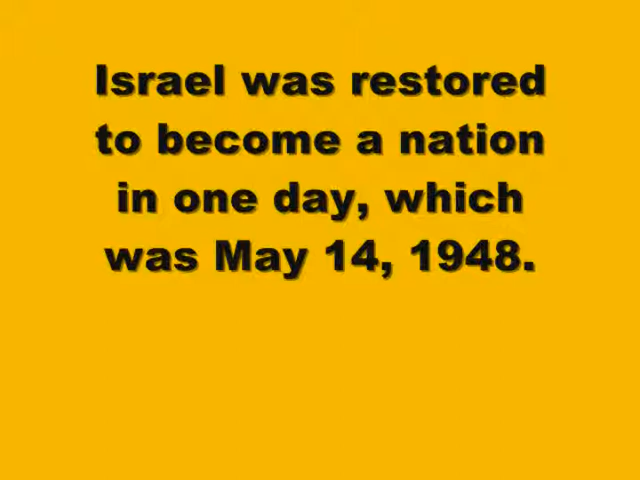 Israel was restored
to become a nation
in one day, which
was May 14, 1948.